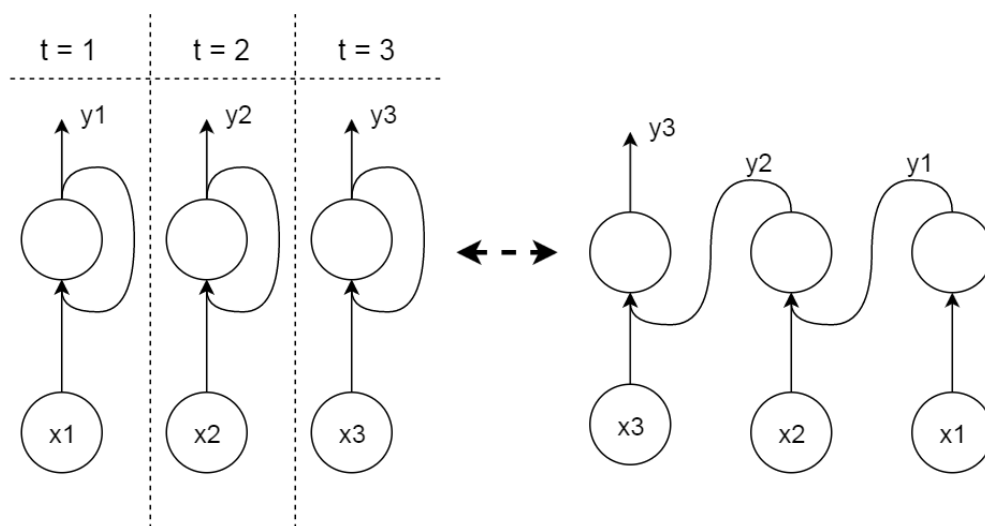 t = 1 t = 2 t = 3
y1 y2 y3
x1 x2 x3
y3
y2 y1
x3 x2 x1